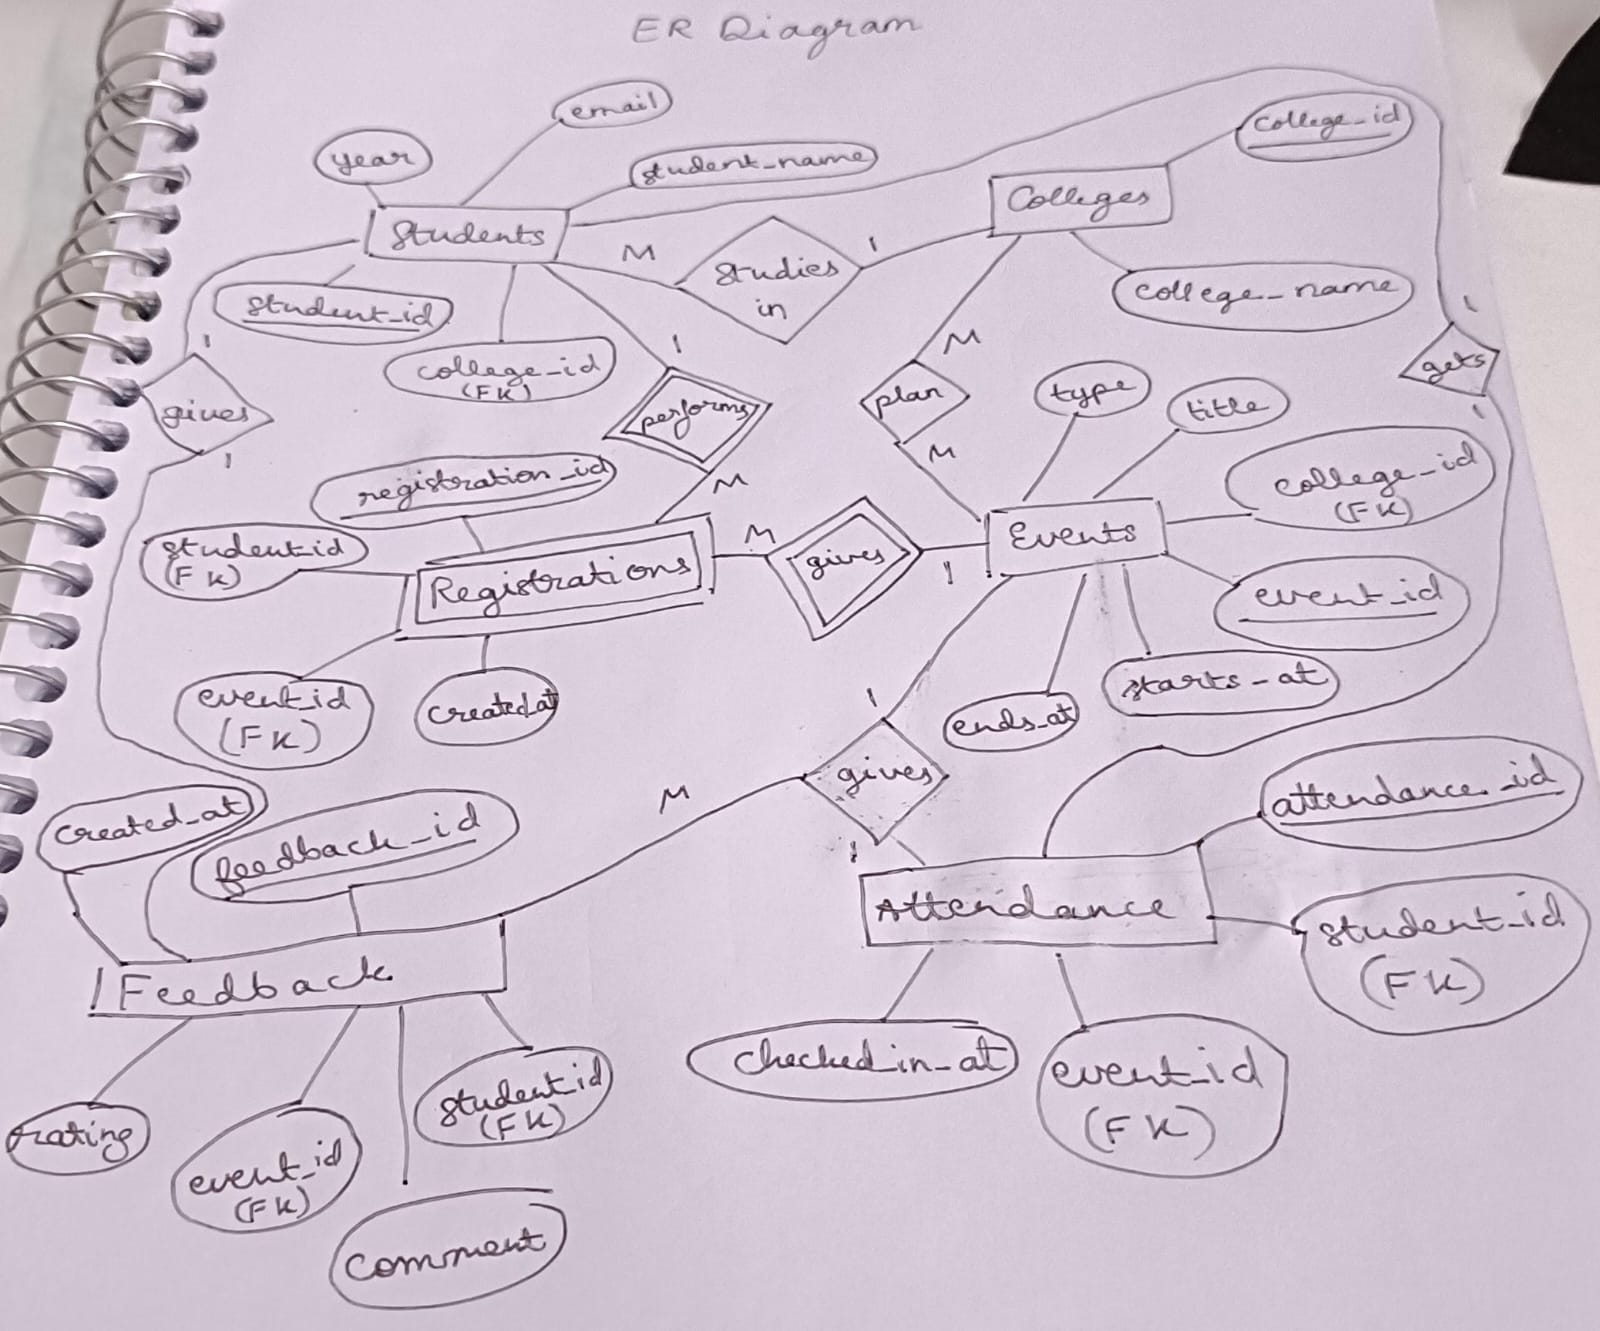 ER Diagram
email
year
student_name
college_id
Students
Colleges
M
studies
in
1
student_id
college_id
(FK)
college_name
1
gives
1
1
performs
M
M
plan
M
type
title
1
gets
1
registration_id
student_id
(FK)
Registrations
M
gives
1
Events
college_id
(FK)
event_id
event_id
(FK)
created_at
ends_at
starts_at
1
gives
M
1
created_at
feedback_id
attendance_id
Attendance
student_id
(FK)
Feedback
checked_in_at
event_id
(FK)
rating
event_id
(FK)
student_id
(FK)
comment